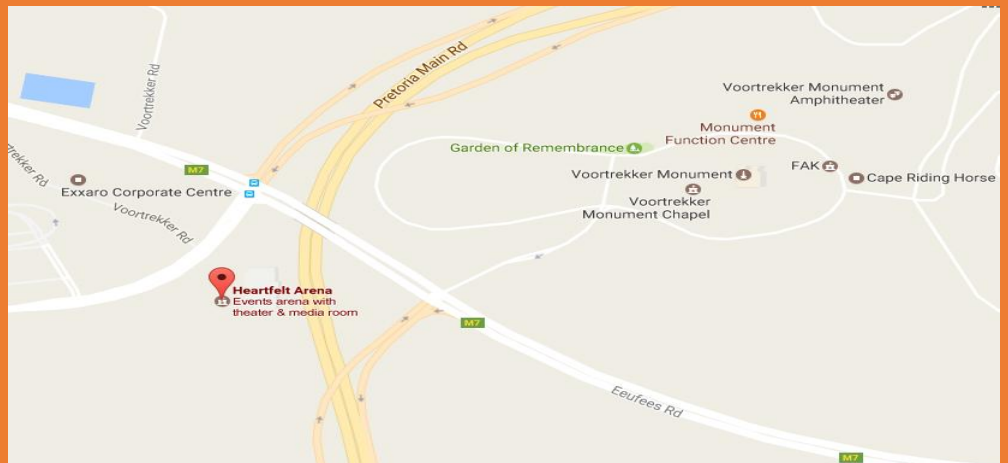 Pretoria Main Rd
Voortrekker Rd
Voortrekker Monument
Amphitheater
Monument
Function Centre
Garden of Remembrance
M7
Voortrekker Monument
FAK
Cape Riding Horse
Exxaro Corporate Centre
Voortrekker
Monument Chapel
Voortrekker Rd
Heartfelt Arena
Events arena with
theater & media room
M7
Eeufees Rd
M7